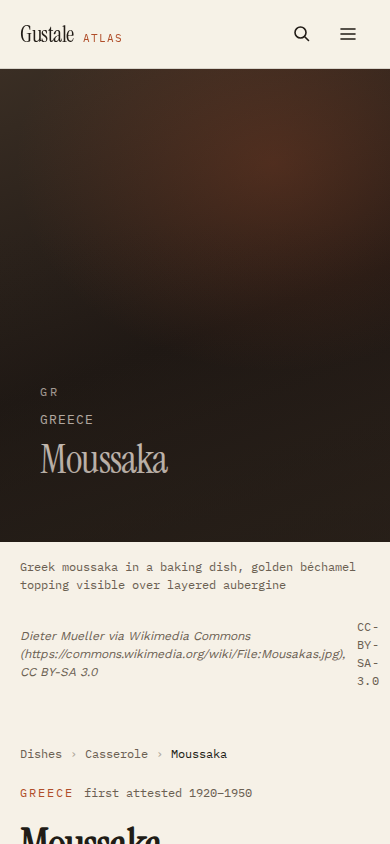 Gustale ATLAS
GR
GREECE
Moussaka
Greek moussaka in a baking dish, golden béchamel
topping visible over layered aubergine
Dieter Mueller via Wikimedia Commons
(https://commons.wikimedia.org/wiki/File:Mousakas.jpg),
CC BY-SA 3.0
CC-
BY-
SA-
3.0
Dishes › Casserole › Moussaka
GREECE first attested 1920–1950
Moussaka